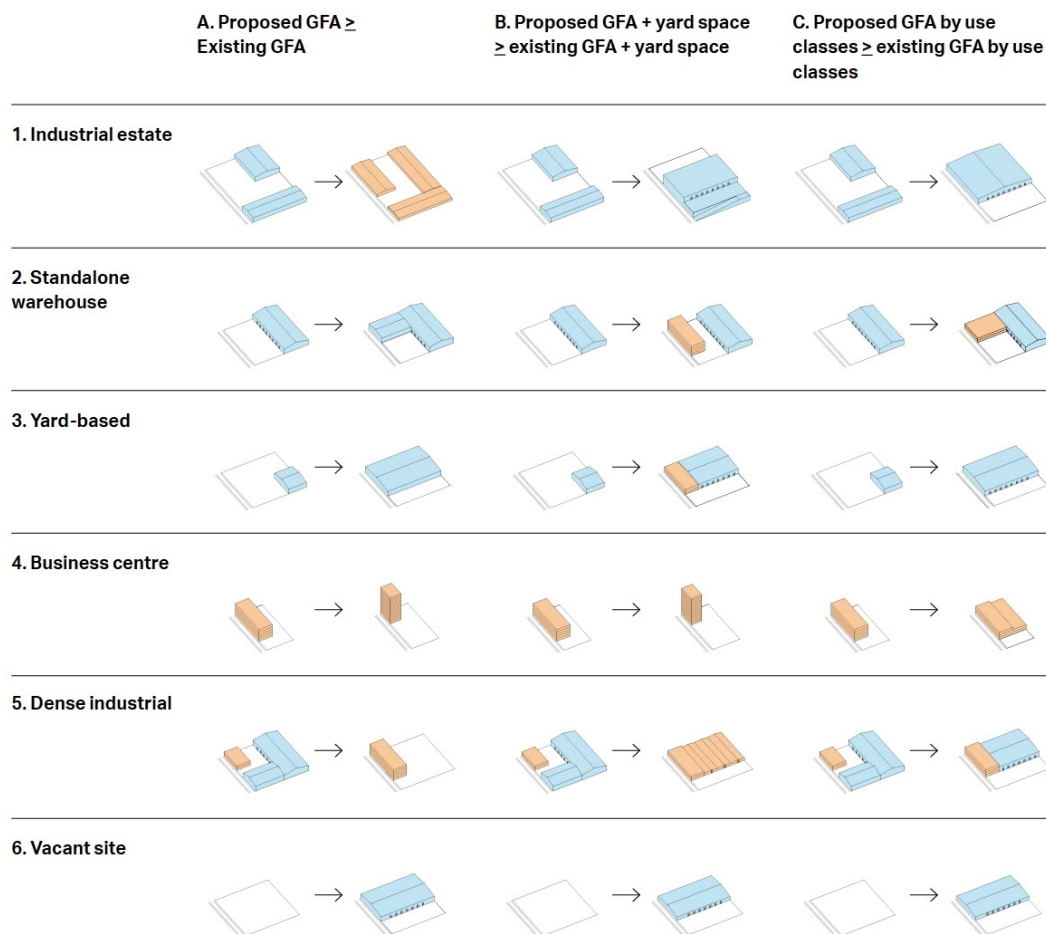 A. Proposed GFA ≥
Existing GFA
B. Proposed GFA + yard space
≥ existing GFA + yard space
C. Proposed GFA by use
classes ≥ existing GFA by use
classes
1. Industrial estate
2. Standalone
warehouse
3. Yard-based
4. Business centre
5. Dense industrial
6. Vacant site